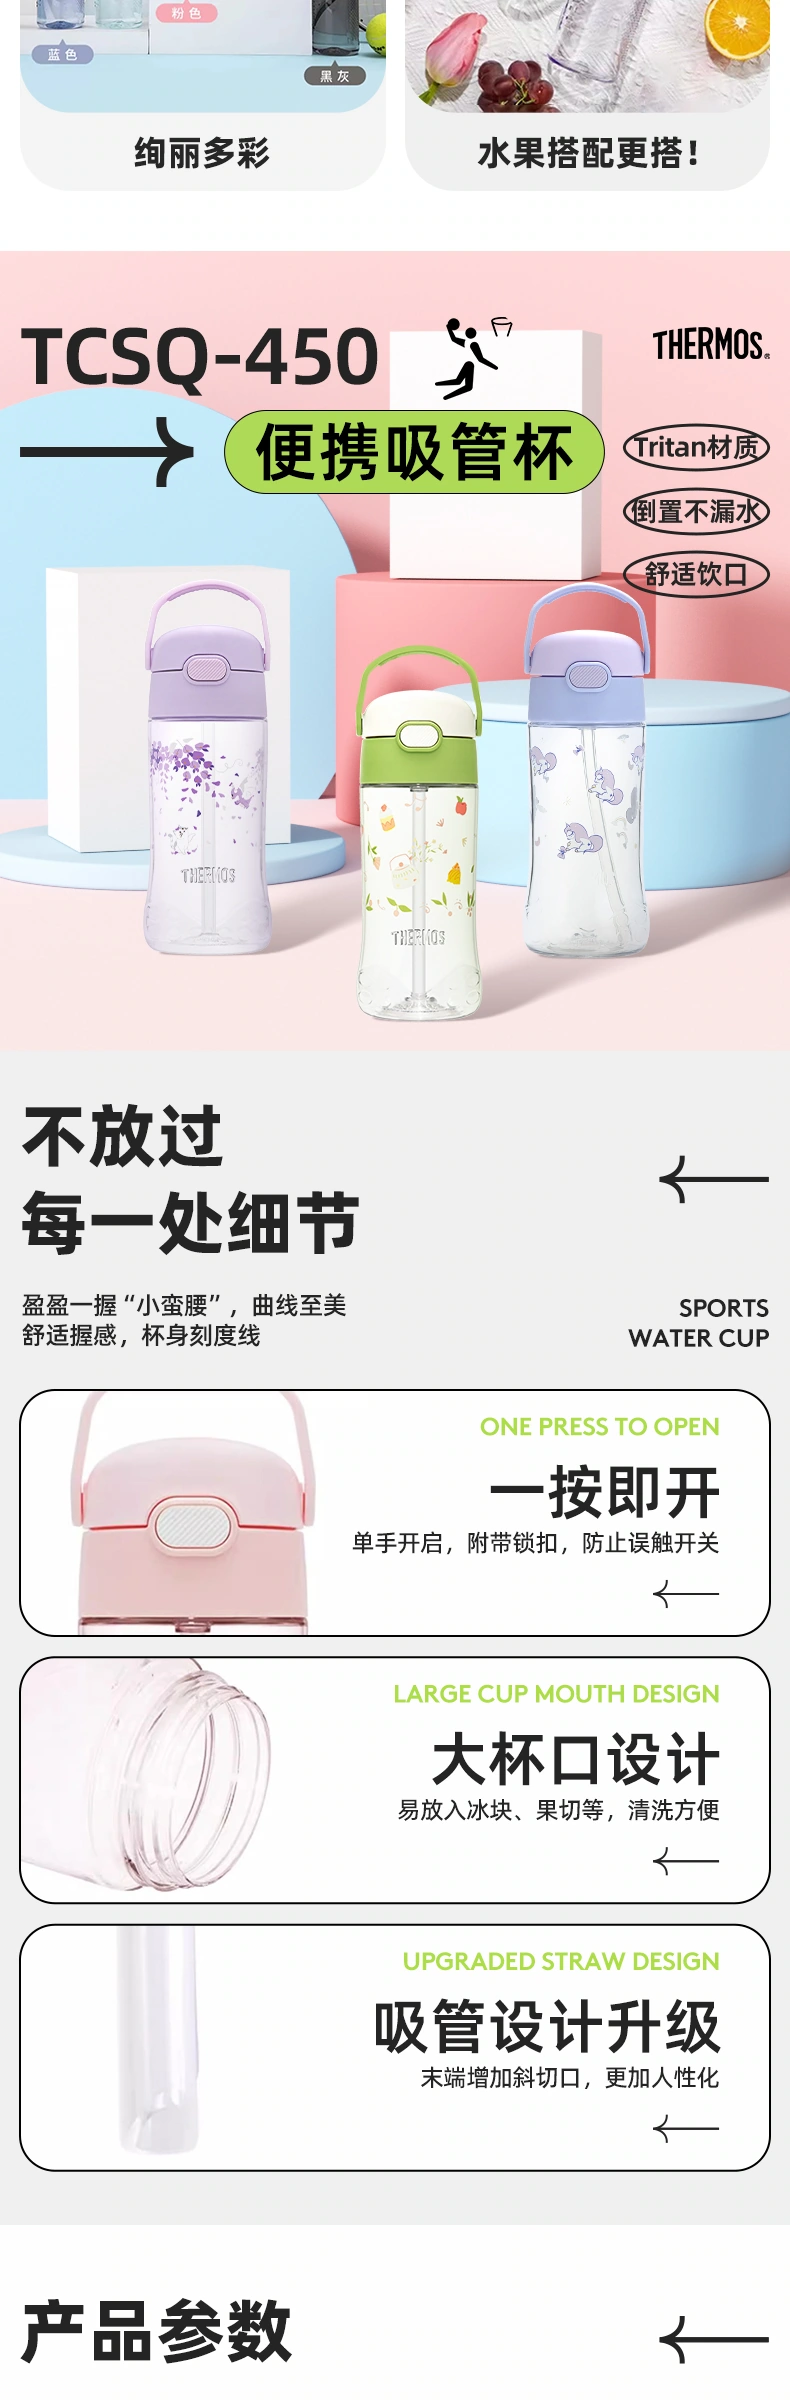 粉色
蓝色
黑灰
绚丽多彩
水果搭配更搭！
TCSQ-450
THERMOS®
便携吸管杯
Tritan材质
倒置不漏水
舒适饮口
THERMOS
THERMOS
不放过
每一处细节
盈盈一握“小蛮腰”，曲线至美
舒适握感，杯身刻度线
SPORTS
WATER CUP
ONE PRESS TO OPEN
一按即开
单手开启，附带锁扣，防止误触开关
LARGE CUP MOUTH DESIGN
大杯口设计
易放入冰块、果切等，清洗方便
UPGRADED STRAW DESIGN
吸管设计升级
末端增加斜切口，更加人性化
产品参数